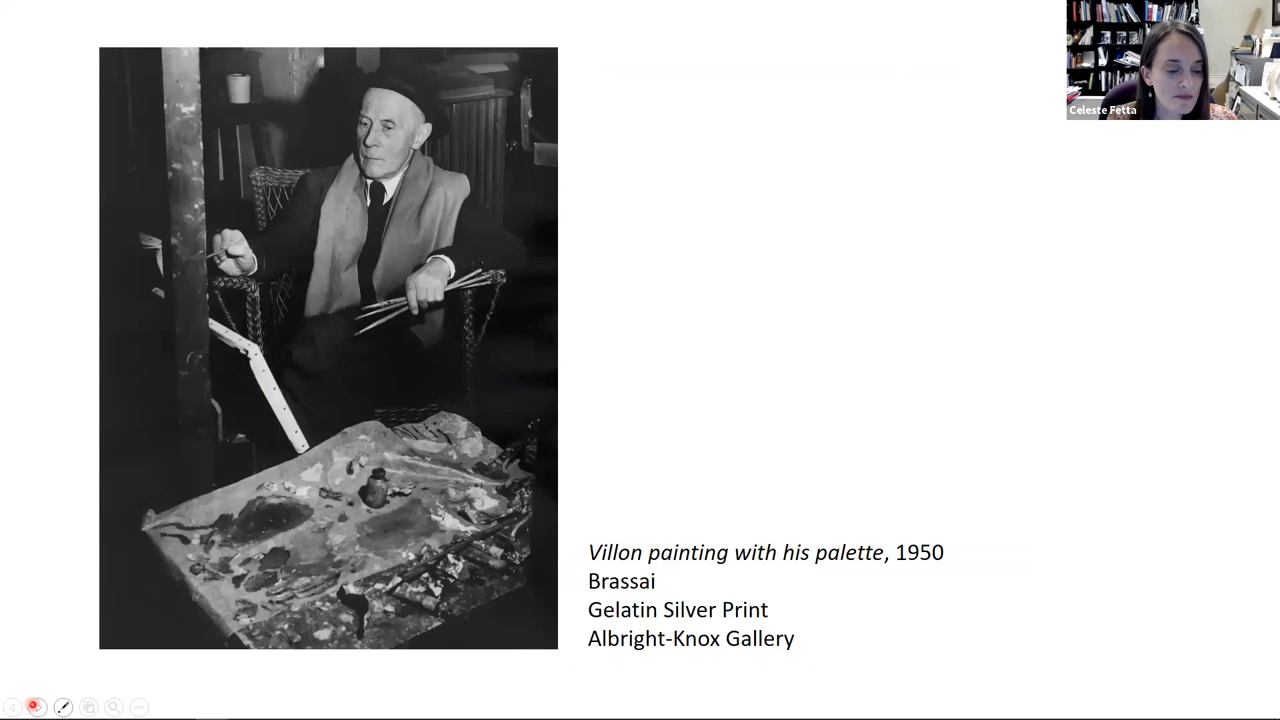 Celeste Fetta
Villon painting with his palette, 1950
Brassai
Gelatin Silver Print
Albright-Knox Gallery